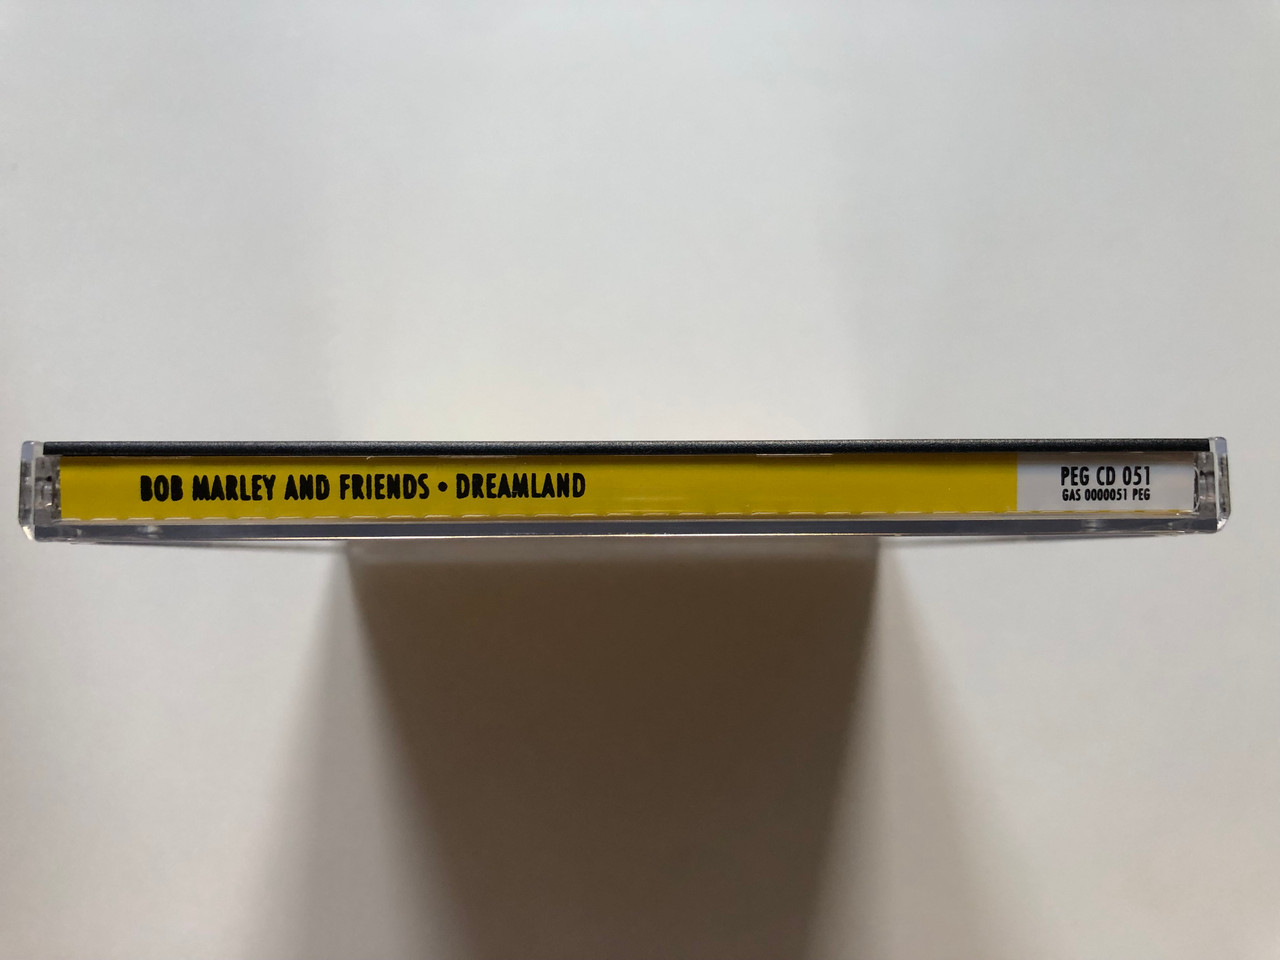 BOB MARLEY AND FRIENDS • DREAMLAND
PEG CD 051
GAS 0000051 PEG